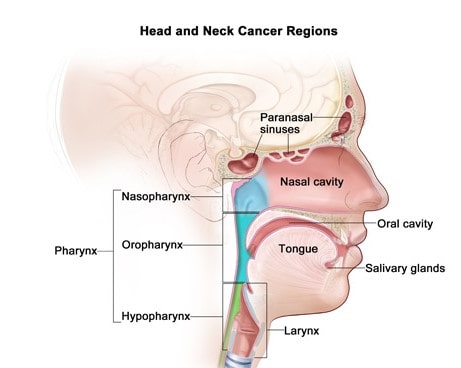 Head and Neck Cancer Regions
Paranasal
sinuses
Nasal cavity
Nasopharynx
Oral cavity
Pharynx
Oropharynx
Tongue
Salivary glands
Hypopharynx
Larynx